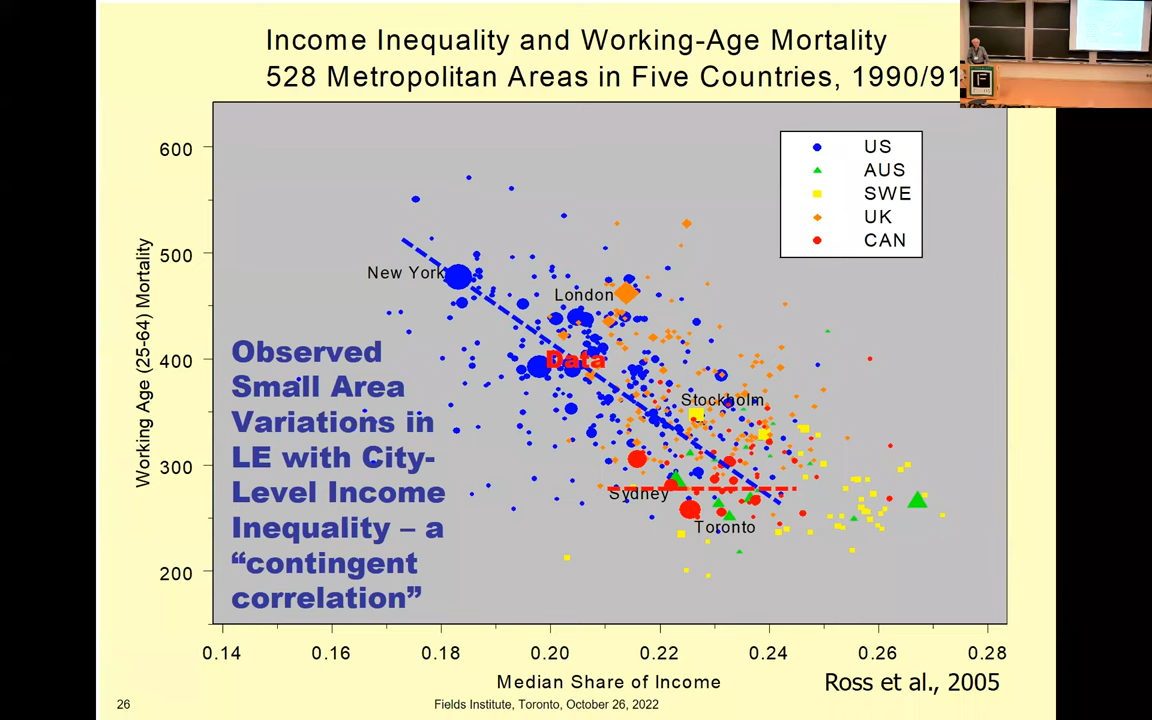 Income Inequality and Working-Age Mortality
528 Metropolitan Areas in Five Countries, 1990/91
US
AUS
SWE
UK
CAN
600
500
400
300
200
Working Age (25-64) Mortality
New York
London
Data
Stockholm
Sydney
Toronto
Observed
Small Area
Variations in
LE with City-
Level Income
Inequality – a
“contingent
correlation”
0.14
0.16
0.18
0.20
0.22
0.24
0.26
0.28
Median Share of Income
Ross et al., 2005
26
Fields Institute, Toronto, October 26, 2022